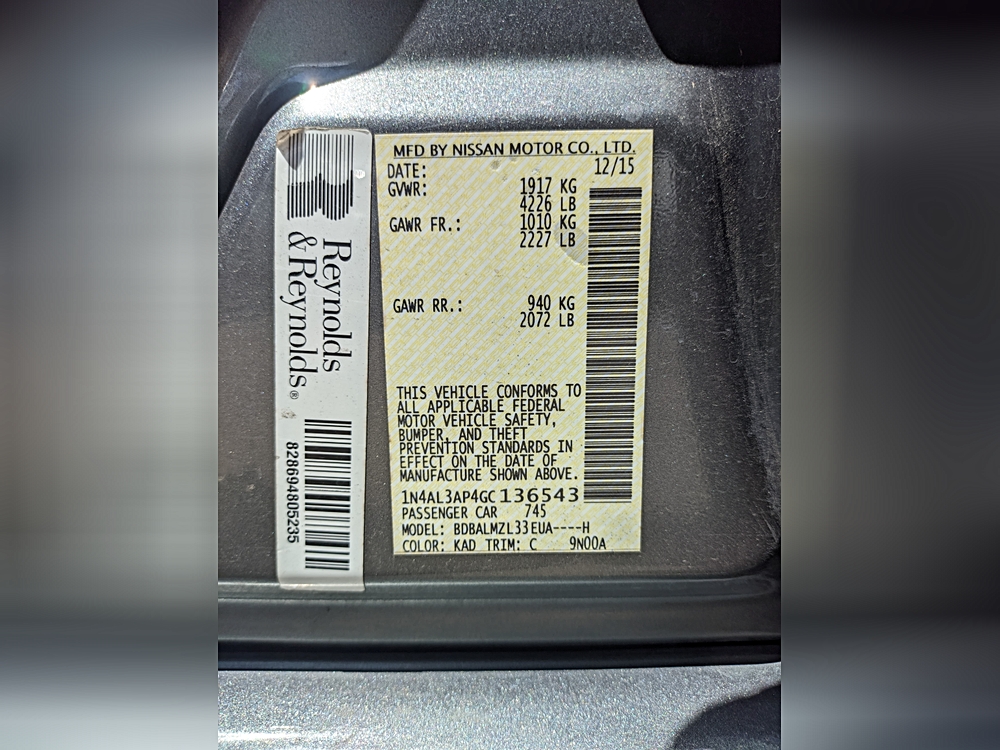 Reynolds
& Reynolds®
828694805235
MFD BY NISSAN MOTOR CO., LTD.
DATE: 12/15
GVWR: 1917 KG
4226 LB
GAWR FR.: 1010 KG
2227 LB
GAWR RR.: 940 KG
2072 LB
THIS VEHICLE CONFORMS TO
ALL APPLICABLE FEDERAL
MOTOR VEHICLE SAFETY,
BUMPER, AND THEFT
PREVENTION STANDARDS IN
EFFECT ON THE DATE OF
MANUFACTURE SHOWN ABOVE.
1N4AL3AP4GC136543
PASSENGER CAR 745
MODEL: BDBALMZL33EUA----H
COLOR: KAD TRIM: C 9N00A